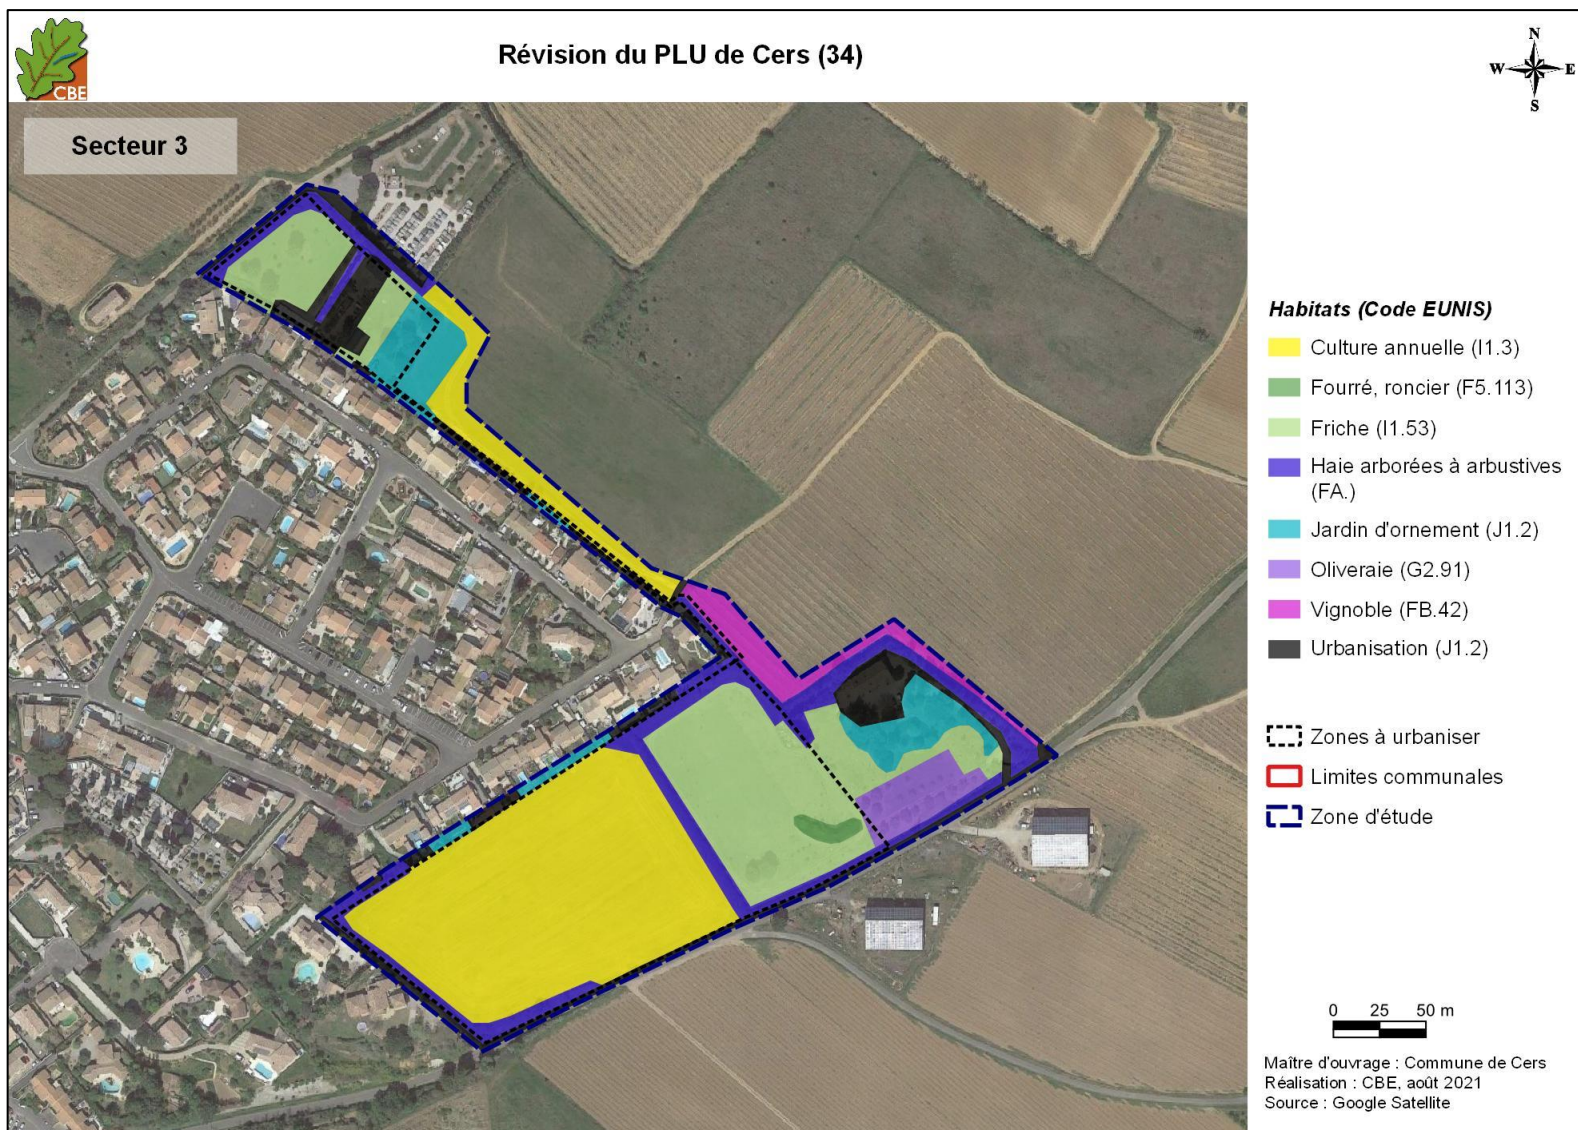 CBE
Révision du PLU de Cers (34)
N
W E
S
Secteur 3
Habitats (Code EUNIS)
Culture annuelle (I1.3)
Fourré, roncier (F5.113)
Friche (I1.53)
Haie arborées à arbustives
(FA.)
Jardin d'ornement (J1.2)
Oliveraie (G2.91)
Vignoble (FB.42)
Urbanisation (J1.2)
Zones à urbaniser
Limites communales
Zone d'étude
0 25 50 m
Maître d'ouvrage : Commune de Cers
Réalisation : CBE, août 2021
Source : Google Satellite